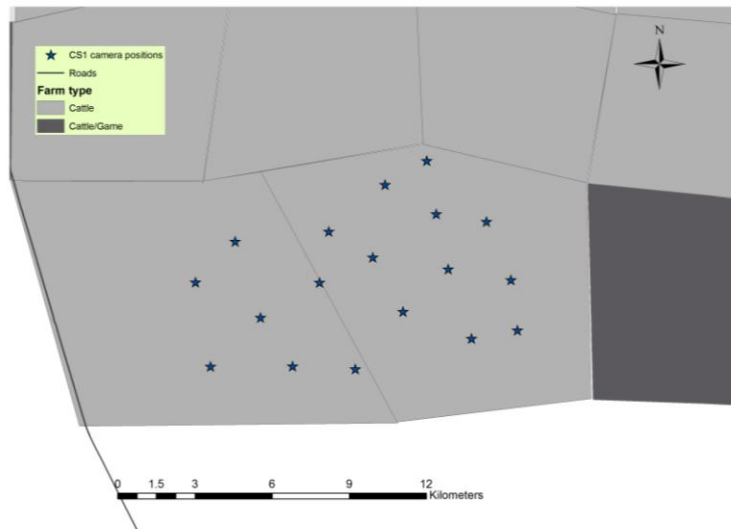 N
CS1 camera positions
Roads
Farm type
Cattle
Cattle/Game
0 1.5 3 6 9 12
Kilometers